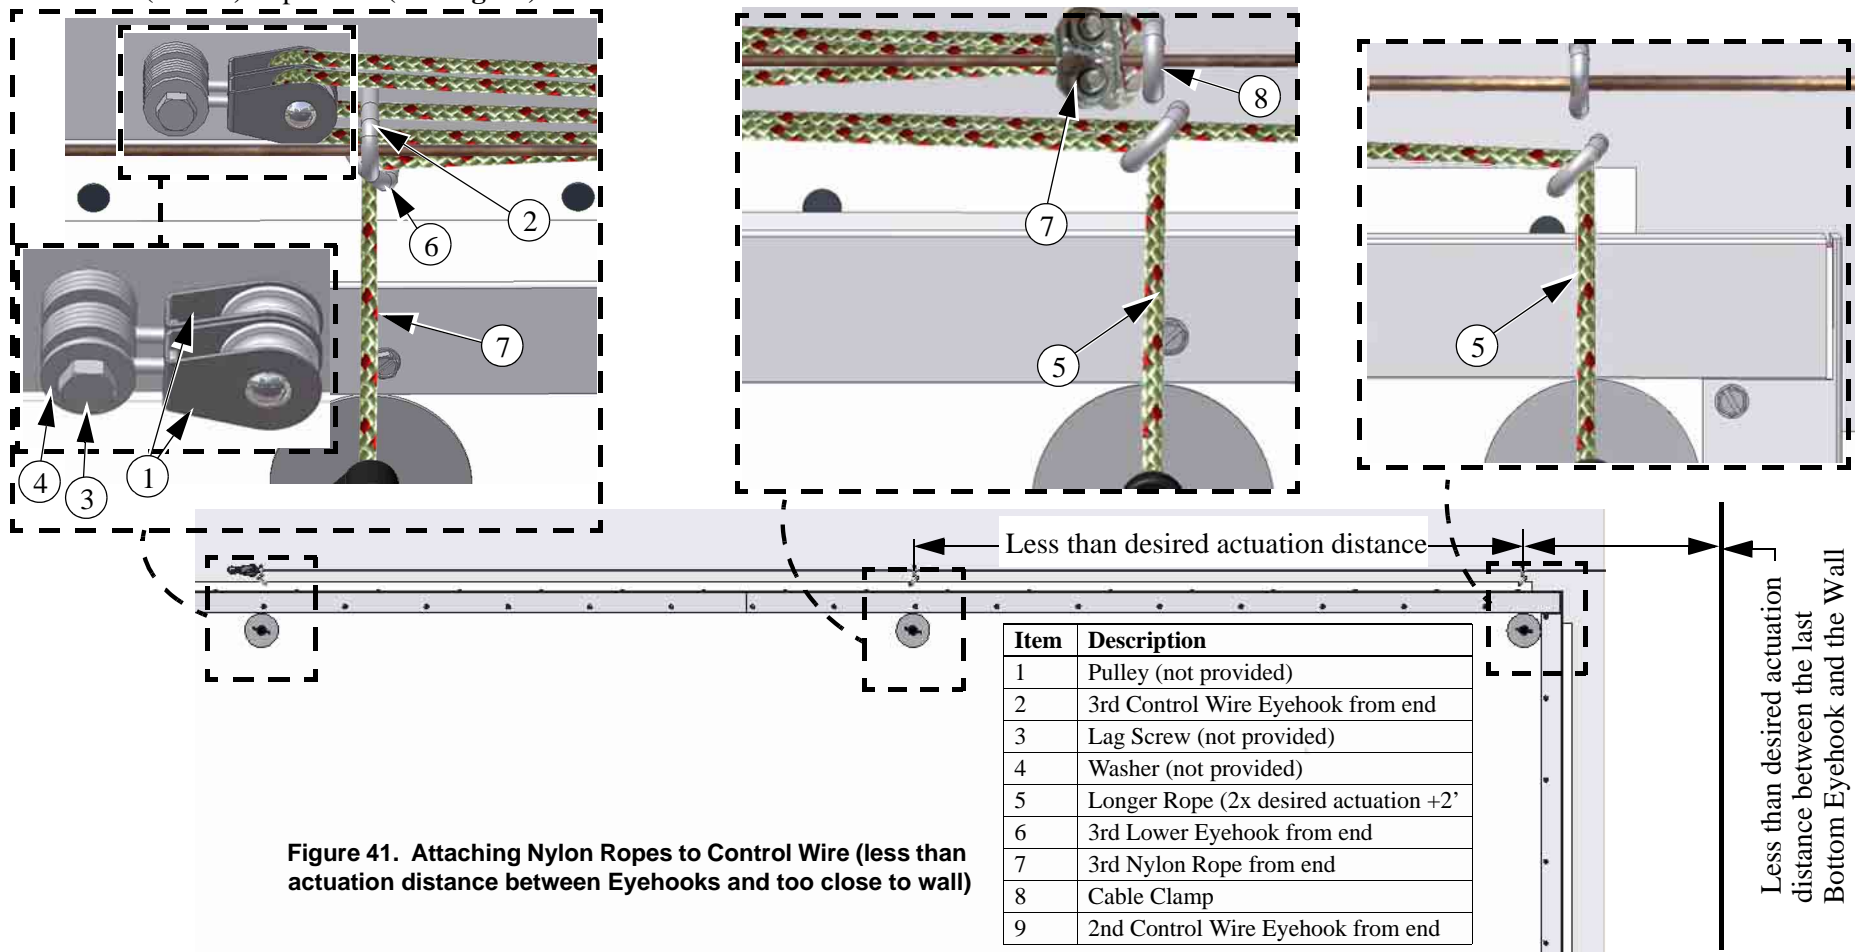 2
6
7
4
3
1
8
7
5
5
Less than desired actuation distance
Less than desired actuation
distance between the last
Bottom Eyehook and the Wall
Item Description
1 Pulley (not provided)
2 3rd Control Wire Eyehook from end
3 Lag Screw (not provided)
4 Washer (not provided)
5 Longer Rope (2x desired actuation +2’
6 3rd Lower Eyehook from end
7 3rd Nylon Rope from end
8 Cable Clamp
9 2nd Control Wire Eyehook from end
Figure 41. Attaching Nylon Ropes to Control Wire (less than
actuation distance between Eyehooks and too close to wall)